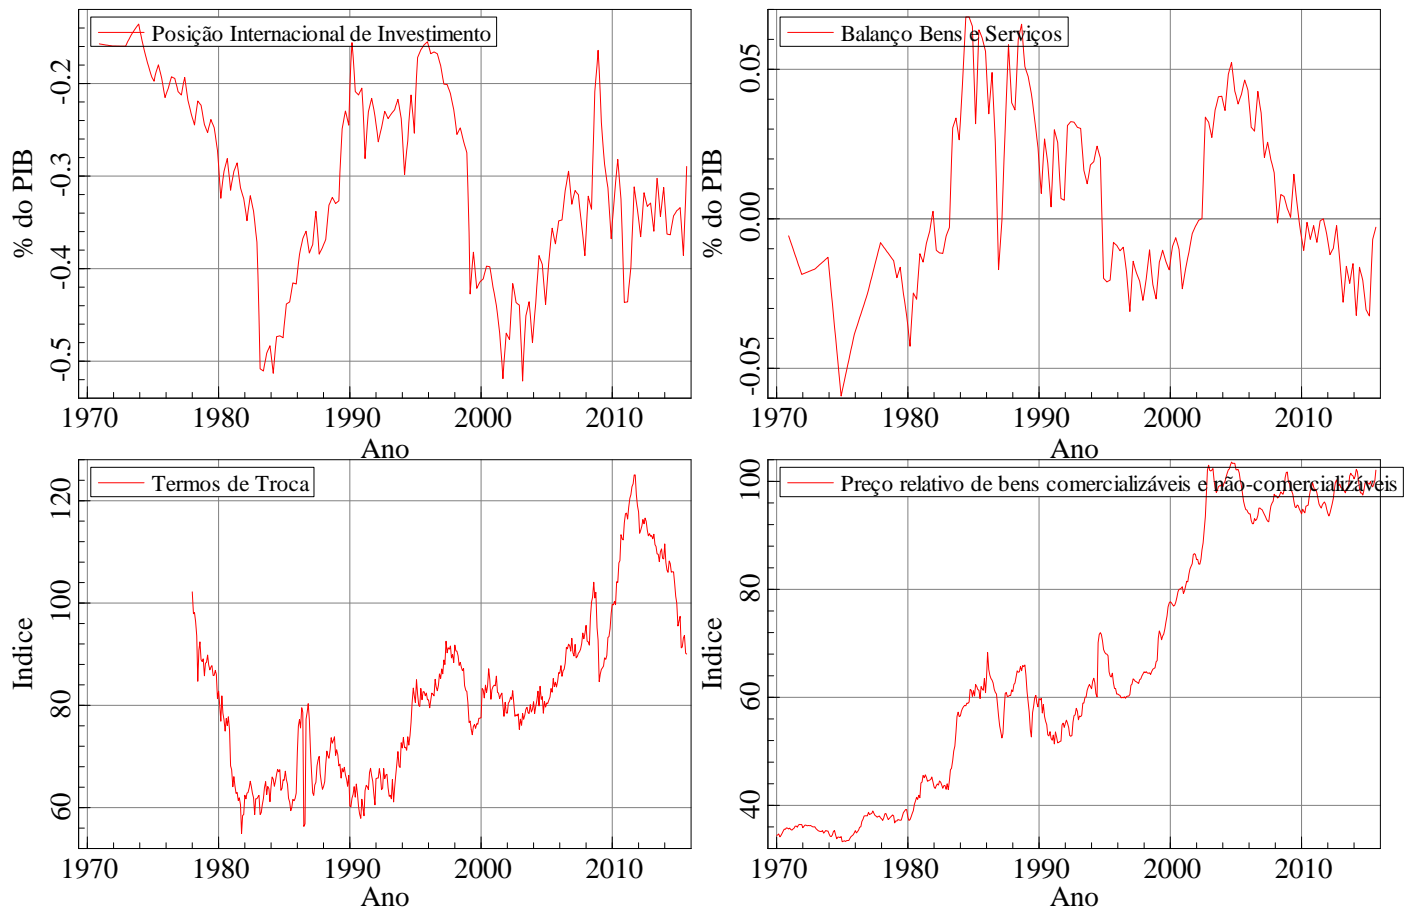 Posição Internacional de Investimento
% do PIB
-0.2
-0.3
-0.4
-0.5
1970 1980 1990 2000 2010
Ano
Balanço Bens e Serviços
% do PIB
0.05
0.00
-0.05
1970 1980 1990 2000 2010
Ano
Termos de Troca
Indice
120
100
80
60
1970 1980 1990 2000 2010
Ano
Preço relativo de bens comercializáveis e não-comercializáveis
Indice
100
80
60
40
1970 1980 1990 2000 2010
Ano